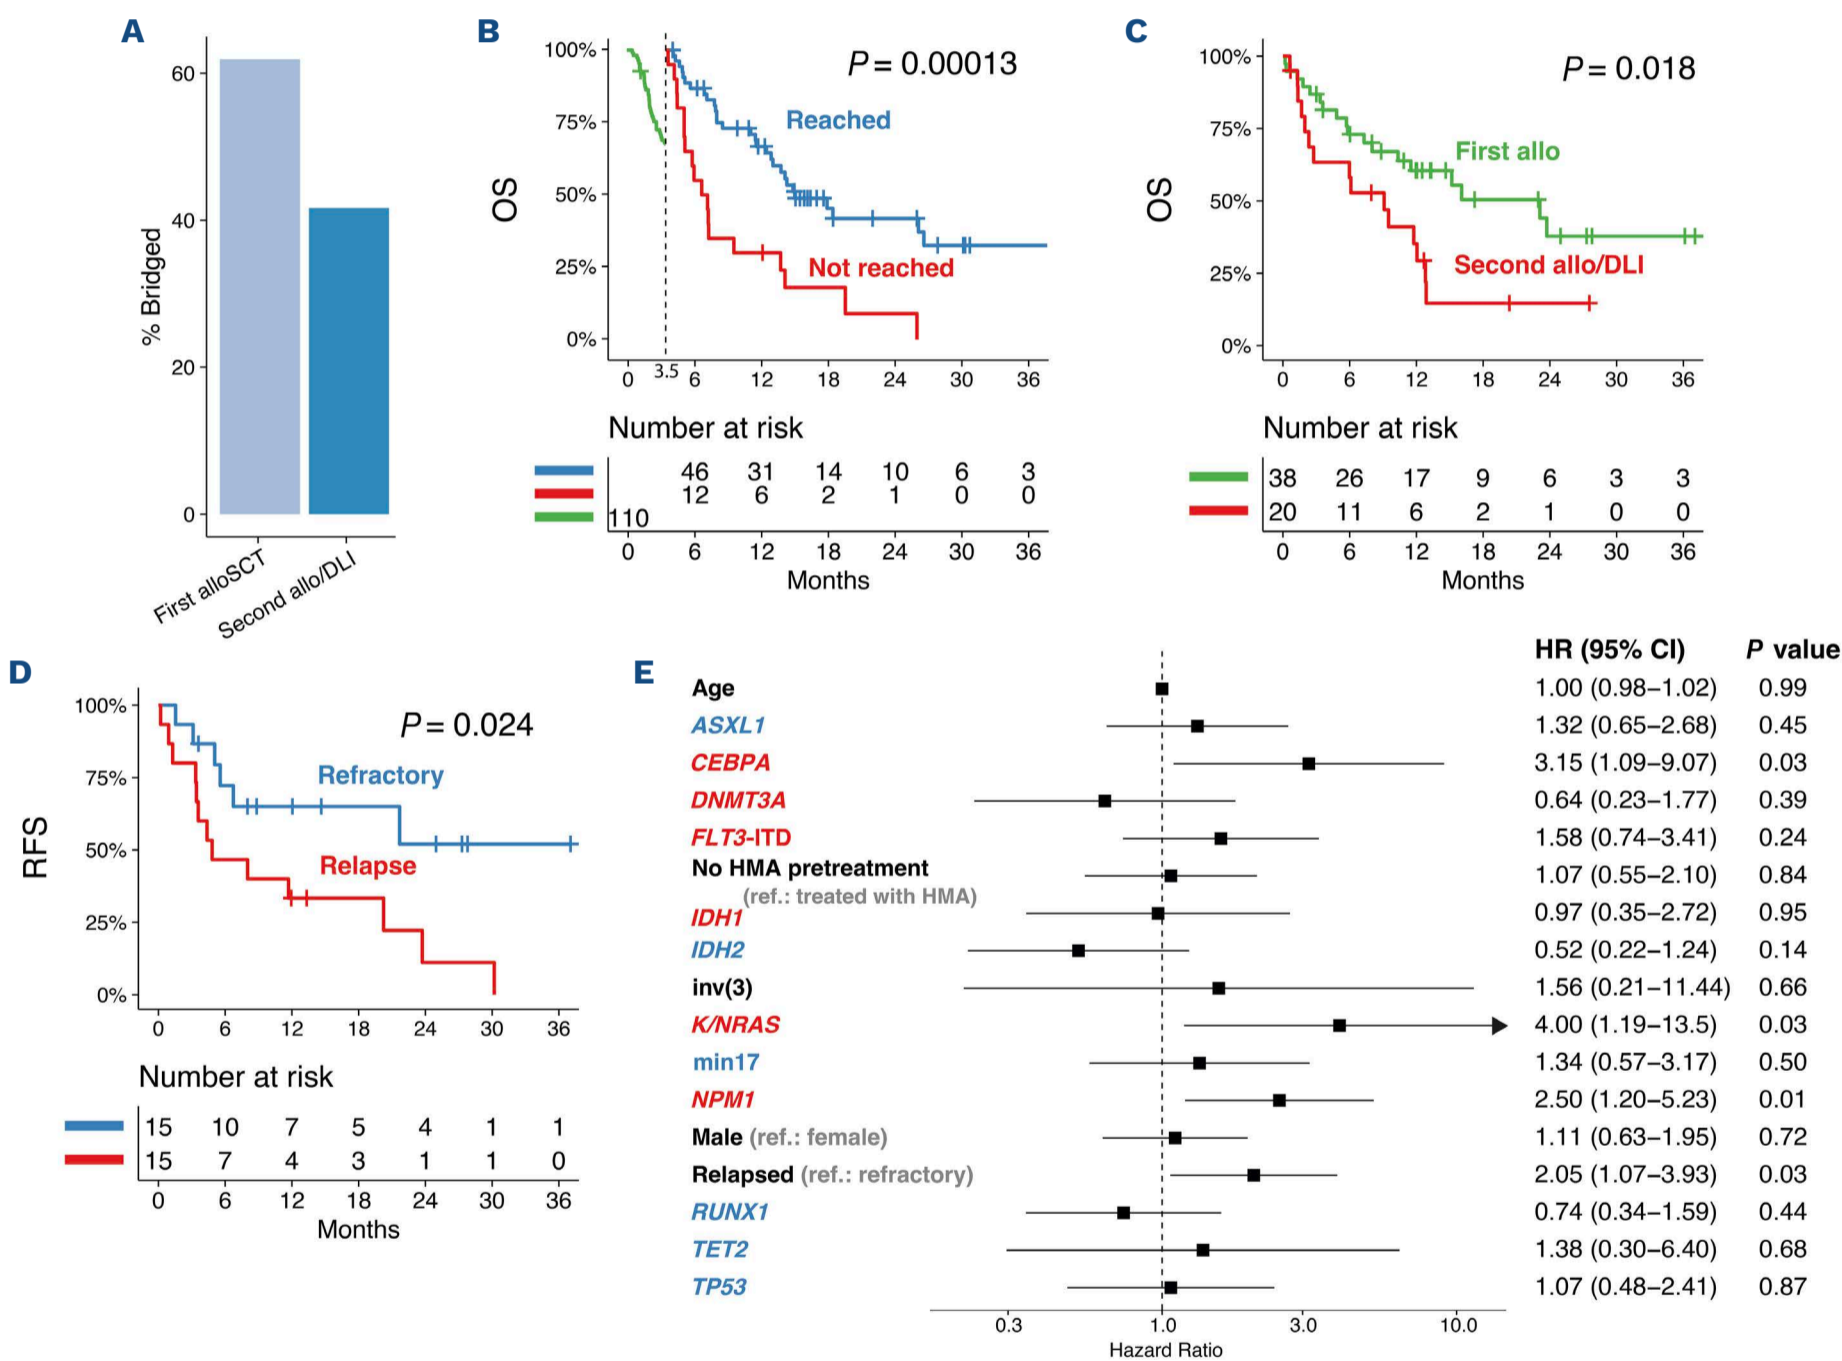 A
% Bridged
60
40
20
0
First alloSCT
Second allo/DLI
B
OS
100%
75%
50%
25%
0%
P = 0.00013
Reached
Not reached
0 3.5 6 12 18 24 30 36
Number at risk
46 31 14 10 6 3
12 6 2 1 0 0
110
0 6 12 18 24 30 36
Months
C
OS
100%
75%
50%
25%
0%
P = 0.018
First allo
Second allo/DLI
0 6 12 18 24 30 36
Number at risk
38 26 17 9 6 3 3
20 11 6 2 1 0 0
0 6 12 18 24 30 36
Months
D
RFS
100%
75%
50%
25%
0%
P = 0.024
Refractory
Relapse
0 6 12 18 24 30 36
Number at risk
15 10 7 5 4 1 1
15 7 4 3 1 1 0
0 6 12 18 24 30 36
Months
E
HR (95% CI) P value
Age 1.00 (0.98–1.02) 0.99
ASXL1 1.32 (0.65–2.68) 0.45
CEBPA 3.15 (1.09–9.07) 0.03
DNMT3A 0.64 (0.23–1.77) 0.39
FLT3-ITD 1.58 (0.74–3.41) 0.24
No HMA pretreatment 1.07 (0.55–2.10) 0.84
(ref.: treated with HMA)
IDH1 0.97 (0.35–2.72) 0.95
IDH2 0.52 (0.22–1.24) 0.14
inv(3) 1.56 (0.21–11.44) 0.66
K/NRAS 4.00 (1.19–13.5) 0.03
min17 1.34 (0.57–3.17) 0.50
NPM1 2.50 (1.20–5.23) 0.01
Male (ref.: female) 1.11 (0.63–1.95) 0.72
Relapsed (ref.: refractory) 2.05 (1.07–3.93) 0.03
RUNX1 0.74 (0.34–1.59) 0.44
TET2 1.38 (0.30–6.40) 0.68
TP53 1.07 (0.48–2.41) 0.87
0.3 1.0 3.0 10.0
Hazard Ratio